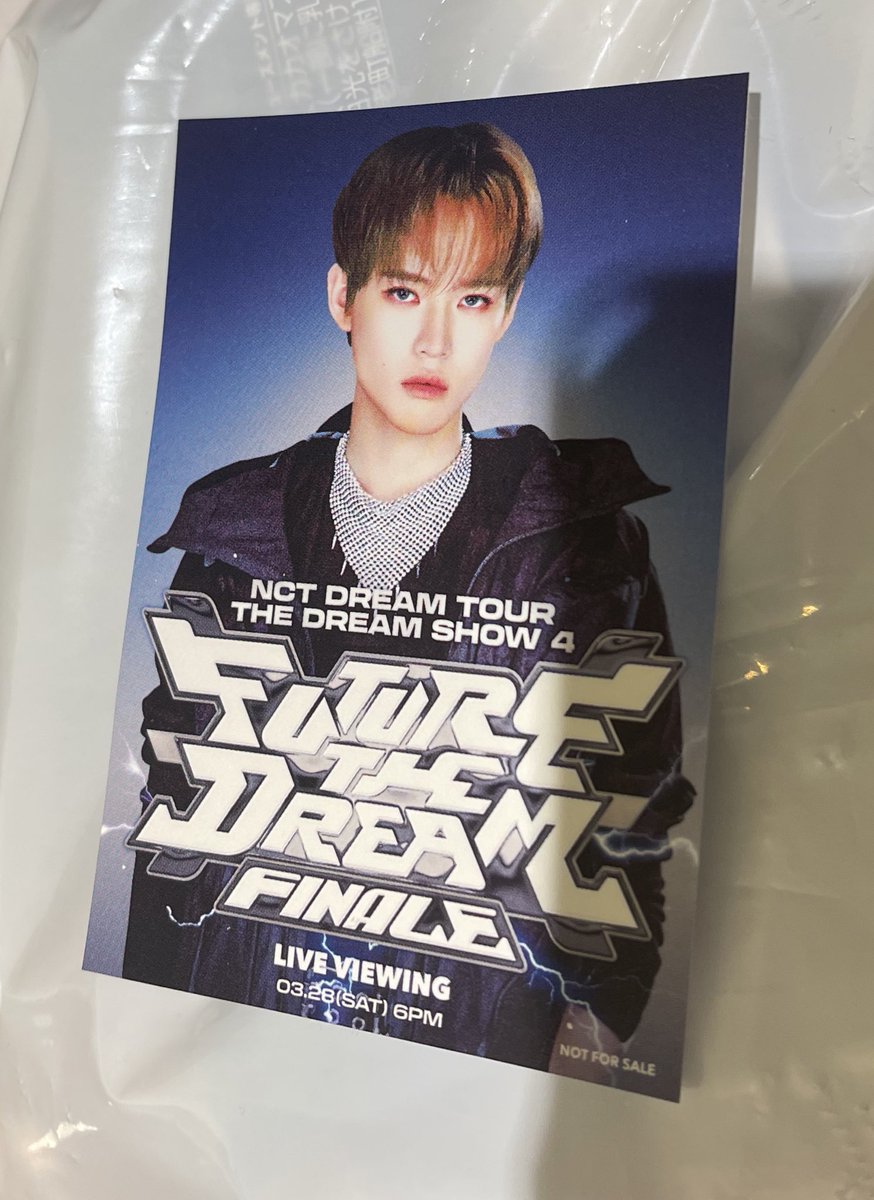 NCT DREAM TOUR
THE DREAM SHOW 4
FUTURE
THE
DREAM
FINALE
LIVE VIEWING
03.28(SAT) 6PM
NOT FOR SALE